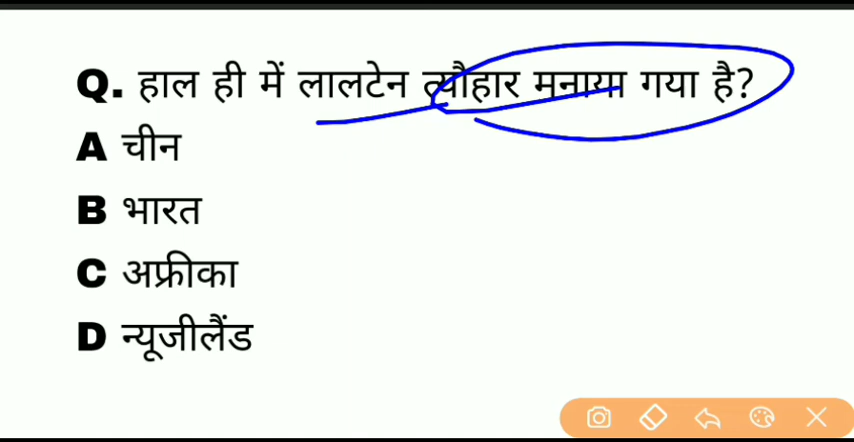 Q. हाल ही में लालटेन त्यौहार मनाया गया है?
A चीन
B भारत
C अफ्रीका
D न्यूजीलैंड